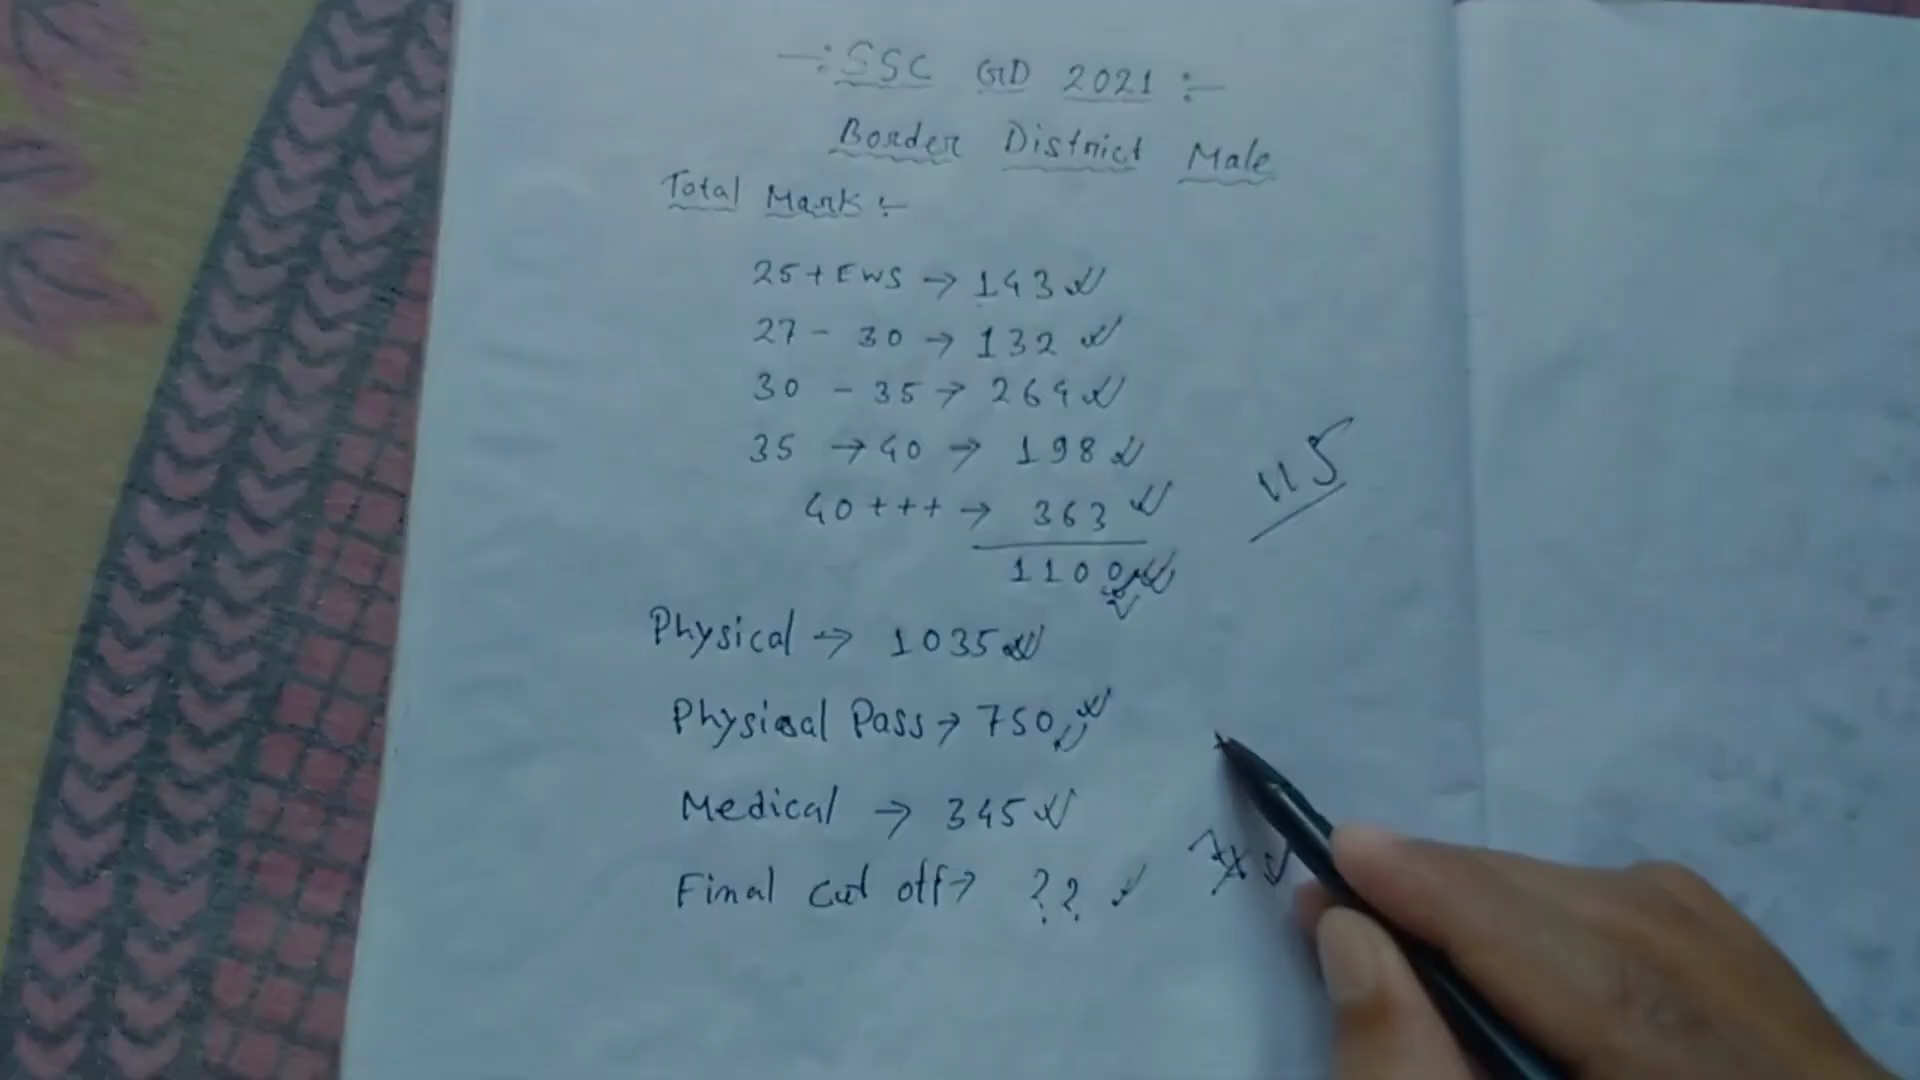 -: SSC GD 2021 :-
Border District Male
Total Mark :-
25 + EWS → 143
27 - 30 → 132
30 - 35 → 264
35 → 40 → 198
40 + + + → 363
1100
115
Physical → 1035
Physical Pass → 750
Medical → 345
Final cut off → ??